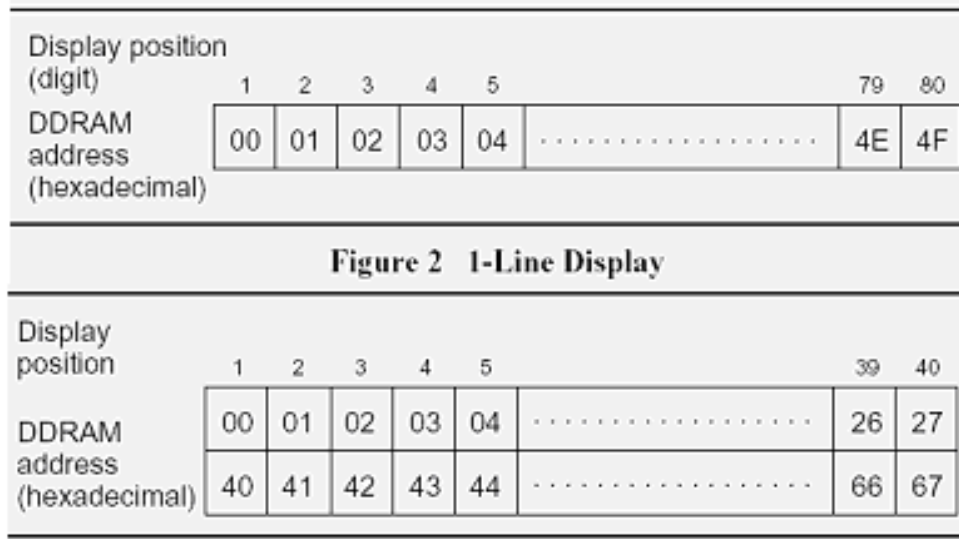 Display position
(digit)
1 2 3 4 5 79 80
DDRAM
address
(hexadecimal)
00 01 02 03 04 .................. 4E 4F
Figure 2 1-Line Display
Display
position
1 2 3 4 5 39 40
DDRAM
address
(hexadecimal)
00 01 02 03 04 .................. 26 27
40 41 42 43 44 .................. 66 67